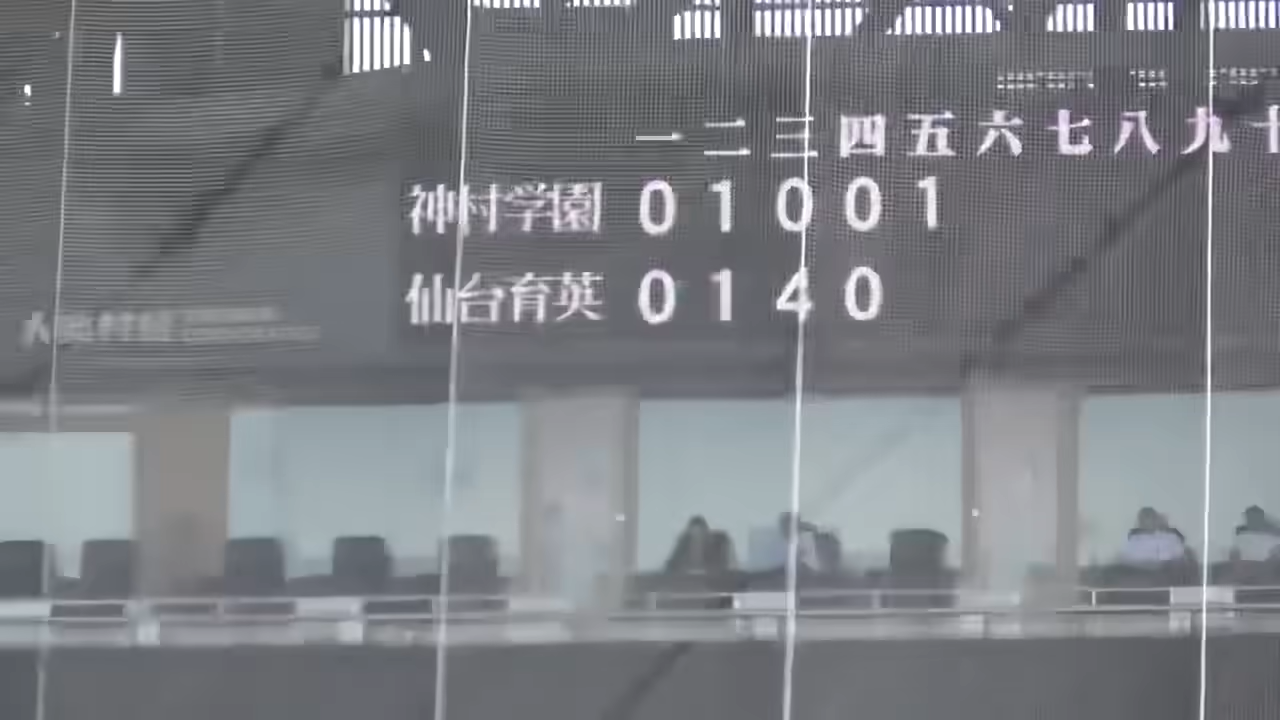 一 二 三 四 五 六 七 八 九 十
神村学園 0 1 0 0 1
仙台育英 0 1 4 0